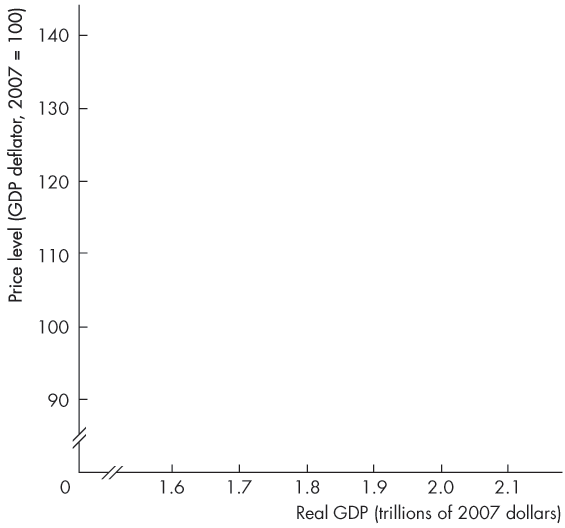 Price level (GDP deflator, 2007 = 100)
140
130
120
110
100
90
0 1.6 1.7 1.8 1.9 2.0 2.1
Real GDP (trillions of 2007 dollars)